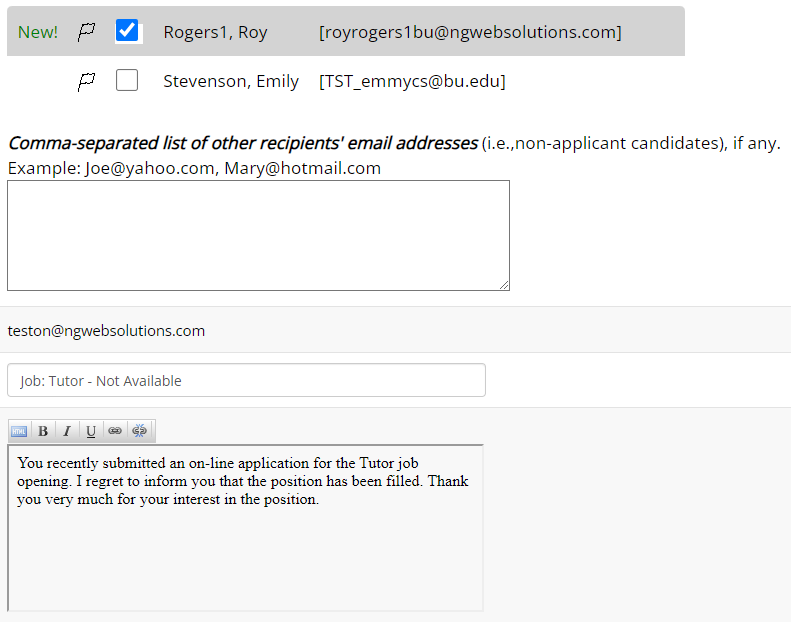 New! Rogers1, Roy [royrogers1bu@ngwebsolutions.com]
Stevenson, Emily [TST_emmycs@bu.edu]
Comma-separated list of other recipients' email addresses (i.e.,non-applicant candidates), if any.
Example: Joe@yahoo.com, Mary@hotmail.com
teston@ngwebsolutions.com
Job: Tutor - Not Available
HTML B I U
You recently submitted an on-line application for the Tutor job
opening. I regret to inform you that the position has been filled. Thank
you very much for your interest in the position.